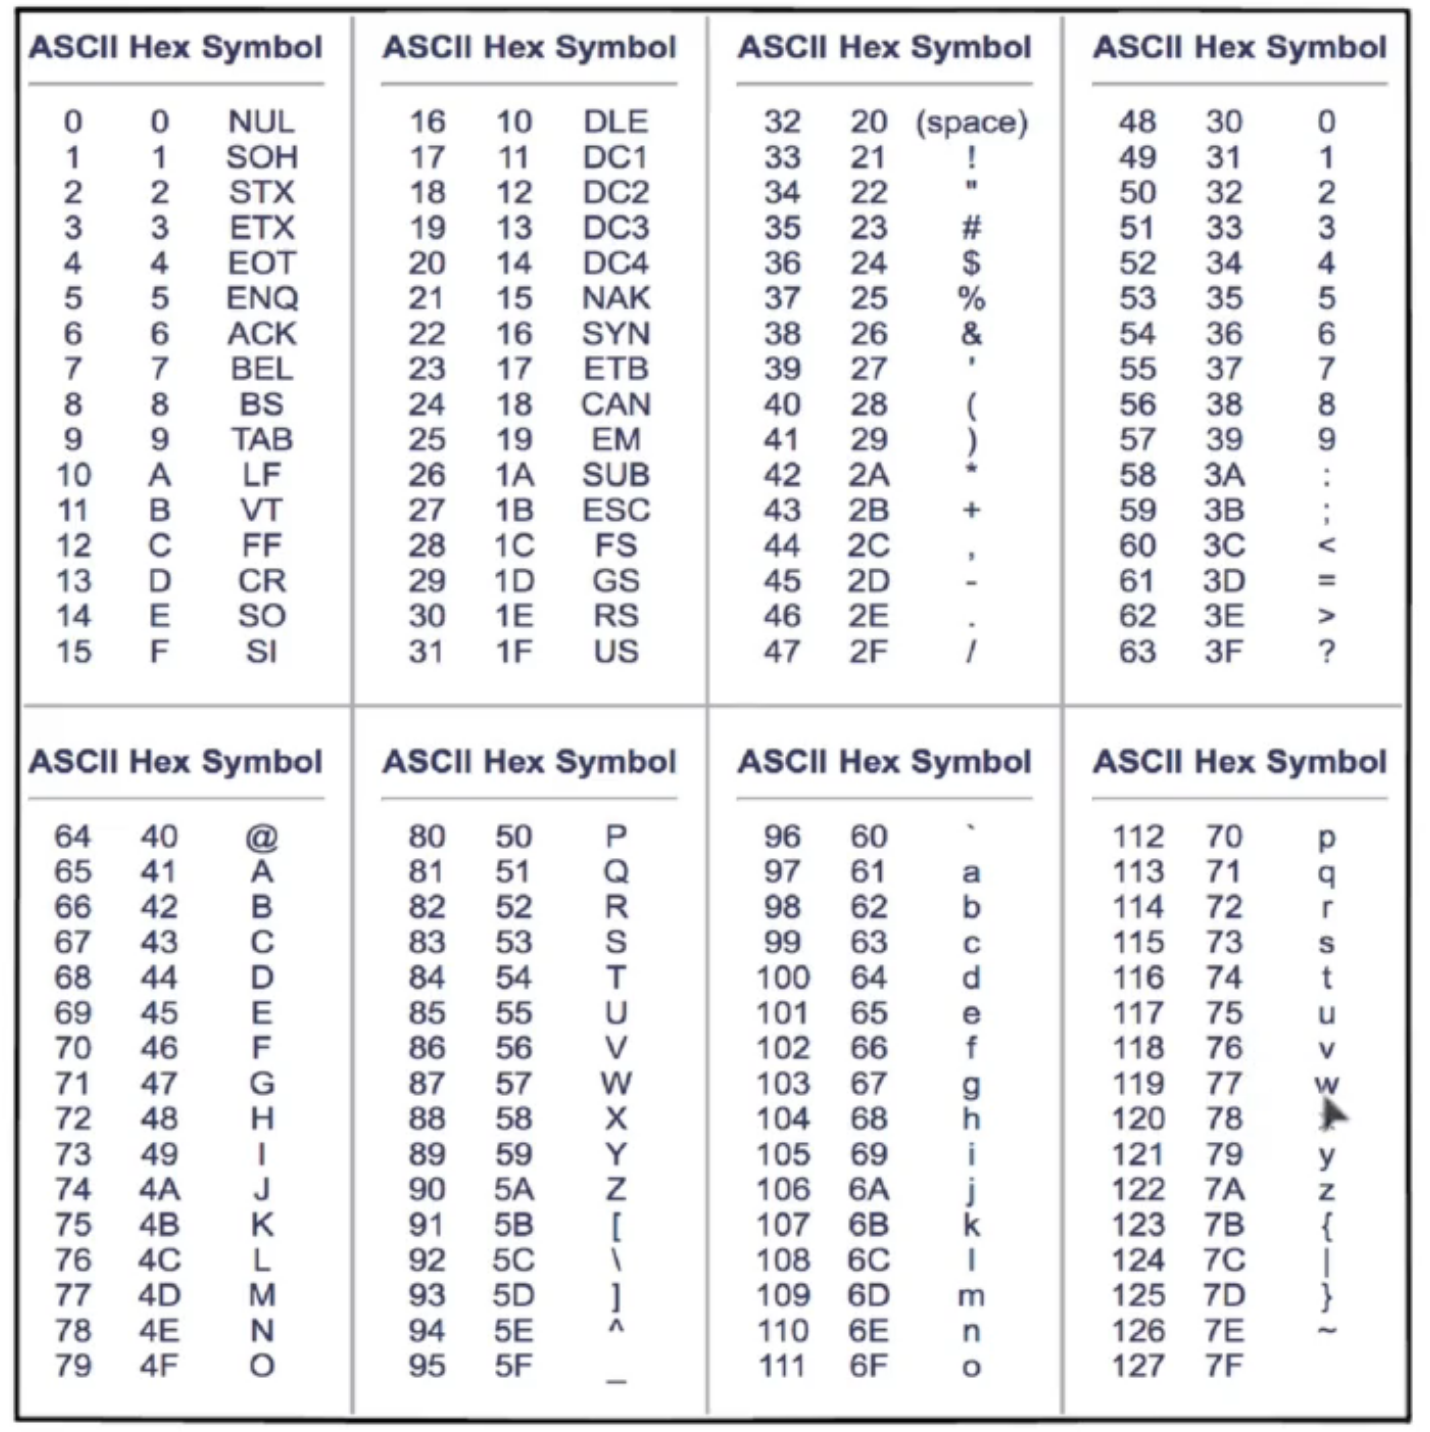 ASCII Hex Symbol
0 0 NUL
1 1 SOH
2 2 STX
3 3 ETX
4 4 EOT
5 5 ENQ
6 6 ACK
7 7 BEL
8 8 BS
9 9 TAB
10 A LF
11 B VT
12 C FF
13 D CR
14 E SO
15 F SI
ASCII Hex Symbol
16 10 DLE
17 11 DC1
18 12 DC2
19 13 DC3
20 14 DC4
21 15 NAK
22 16 SYN
23 17 ETB
24 18 CAN
25 19 EM
26 1A SUB
27 1B ESC
28 1C FS
29 1D GS
30 1E RS
31 1F US
ASCII Hex Symbol
32 20 (space)
33 21 !
34 22 "
35 23 #
36 24 $
37 25 %
38 26 &
39 27 '
40 28 (
41 29 )
42 2A *
43 2B +
44 2C ,
45 2D -
46 2E .
47 2F /
ASCII Hex Symbol
48 30 0
49 31 1
50 32 2
51 33 3
52 34 4
53 35 5
54 36 6
55 37 7
56 38 8
57 39 9
58 3A :
59 3B ;
60 3C <
61 3D =
62 3E >
63 3F ?
ASCII Hex Symbol
64 40 @
65 41 A
66 42 B
67 43 C
68 44 D
69 45 E
70 46 F
71 47 G
72 48 H
73 49 I
74 4A J
75 4B K
76 4C L
77 4D M
78 4E N
79 4F O
ASCII Hex Symbol
80 50 P
81 51 Q
82 52 R
83 53 S
84 54 T
85 55 U
86 56 V
87 57 W
88 58 X
89 59 Y
90 5A Z
91 5B [
92 5C \
93 5D ]
94 5E ^
95 5F _
ASCII Hex Symbol
96 60 `
97 61 a
98 62 b
99 63 c
100 64 d
101 65 e
102 66 f
103 67 g
104 68 h
105 69 i
106 6A j
107 6B k
108 6C l
109 6D m
110 6E n
111 6F o
ASCII Hex Symbol
112 70 p
113 71 q
114 72 r
115 73 s
116 74 t
117 75 u
118 76 v
119 77 w
120 78
121 79 y
122 7A z
123 7B {
124 7C |
125 7D }
126 7E ~
127 7F